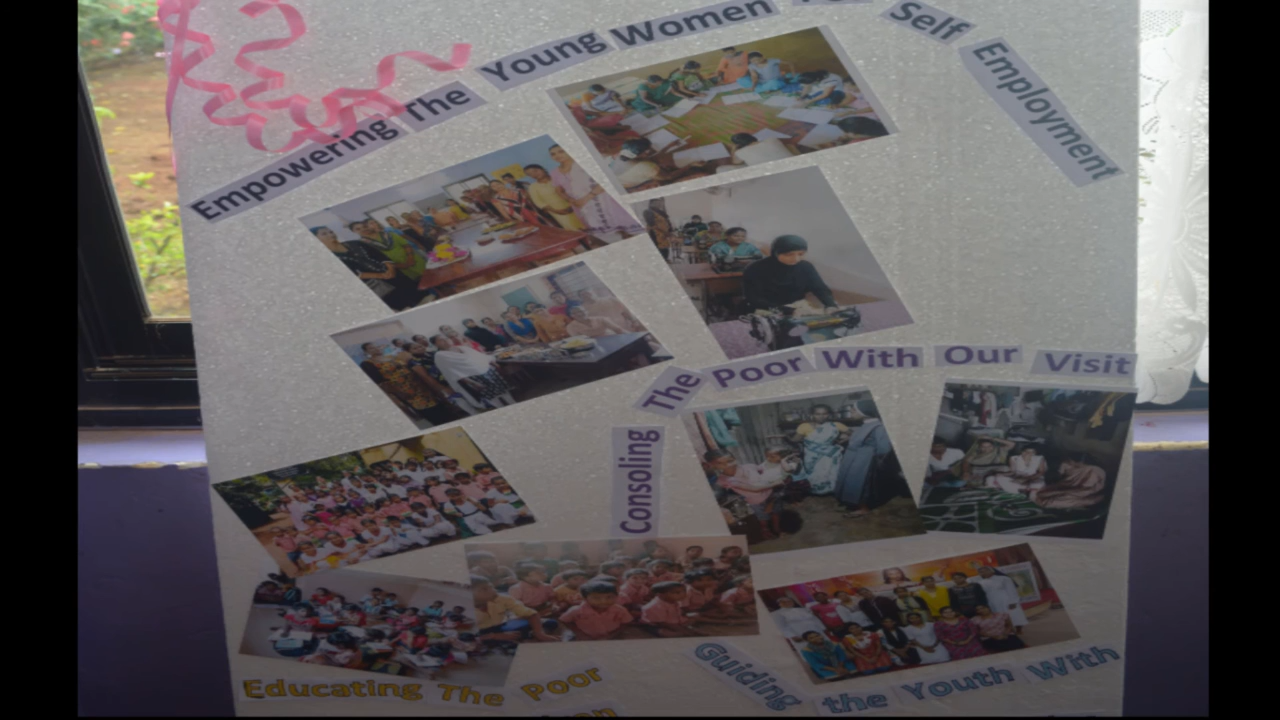 Empowering The Young Women Self Employment
Consoling The Poor With Our Visit
Educating The Poor
Guiding the Youth With